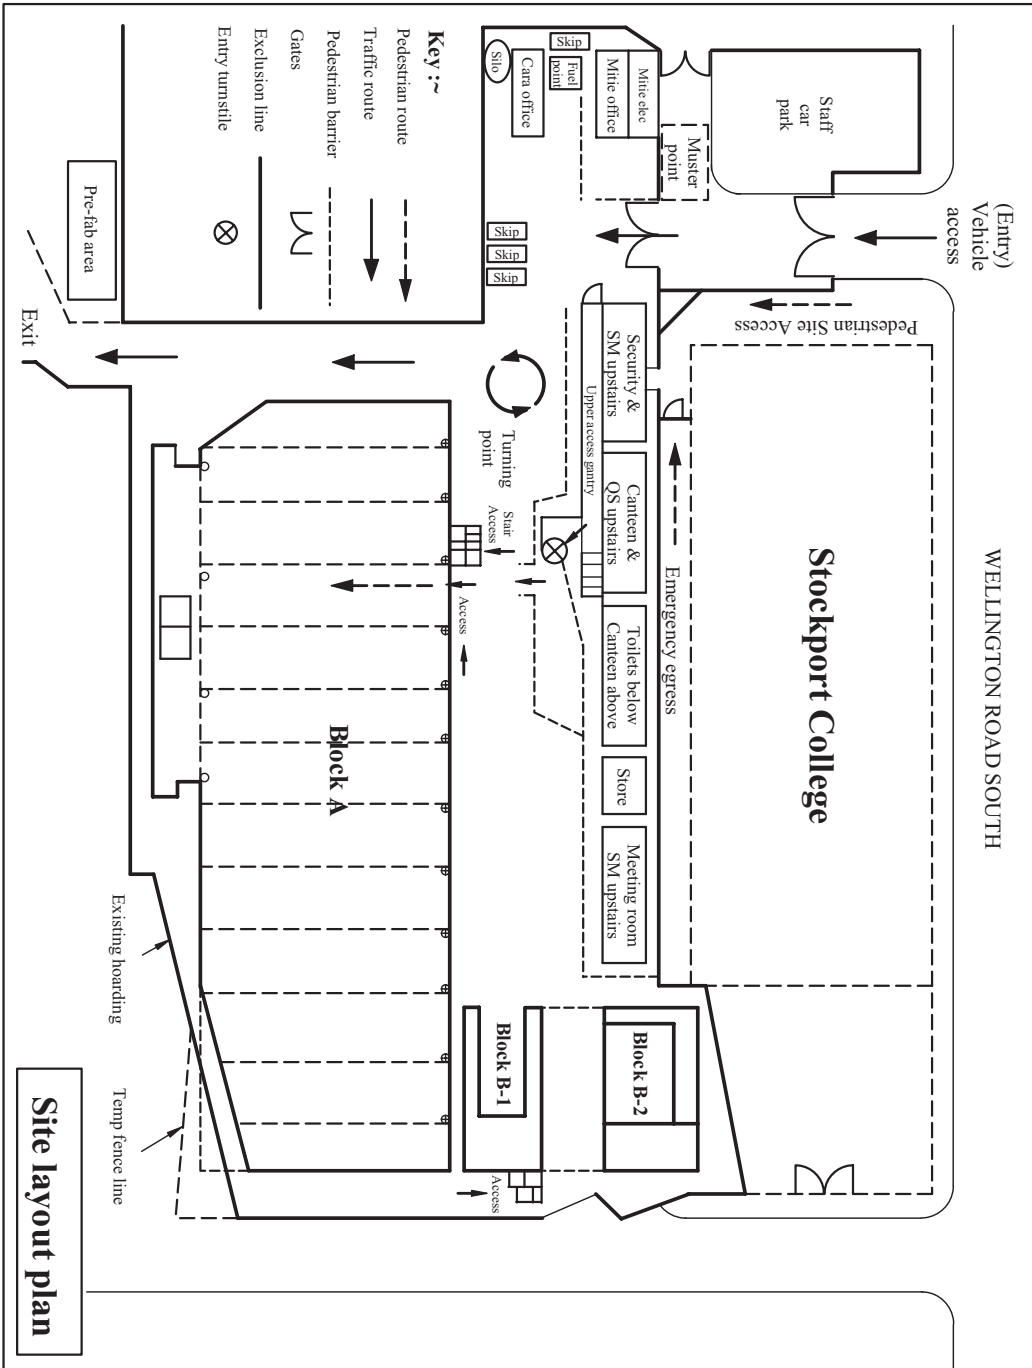 WELLINGTON ROAD SOUTH
(Entry)
Vehicle
access
Staff
car
park
Pedestrian Site Access
Stockport College
Muster
point
Emergency egress
Mitie elec
Mitie office
Skip
Fuel
point
Cara office
Silo
Skip
Skip
Skip
Security &
SM upstairs
Upper access gantry
Canteen &
QS upstairs
Toilets below
Canteen above
Store
Meeting room
SM upstairs
Turning
point
Stair
Access
Access
Block A
Block B-1
Block B-2
Access
Key :~
Pedestrian route
Traffic route
Pedestrian barrier
Gates
Exclusion line
Entry turnstile
Pre-fab area
Exit
Existing hoarding
Temp fence line
Site layout plan